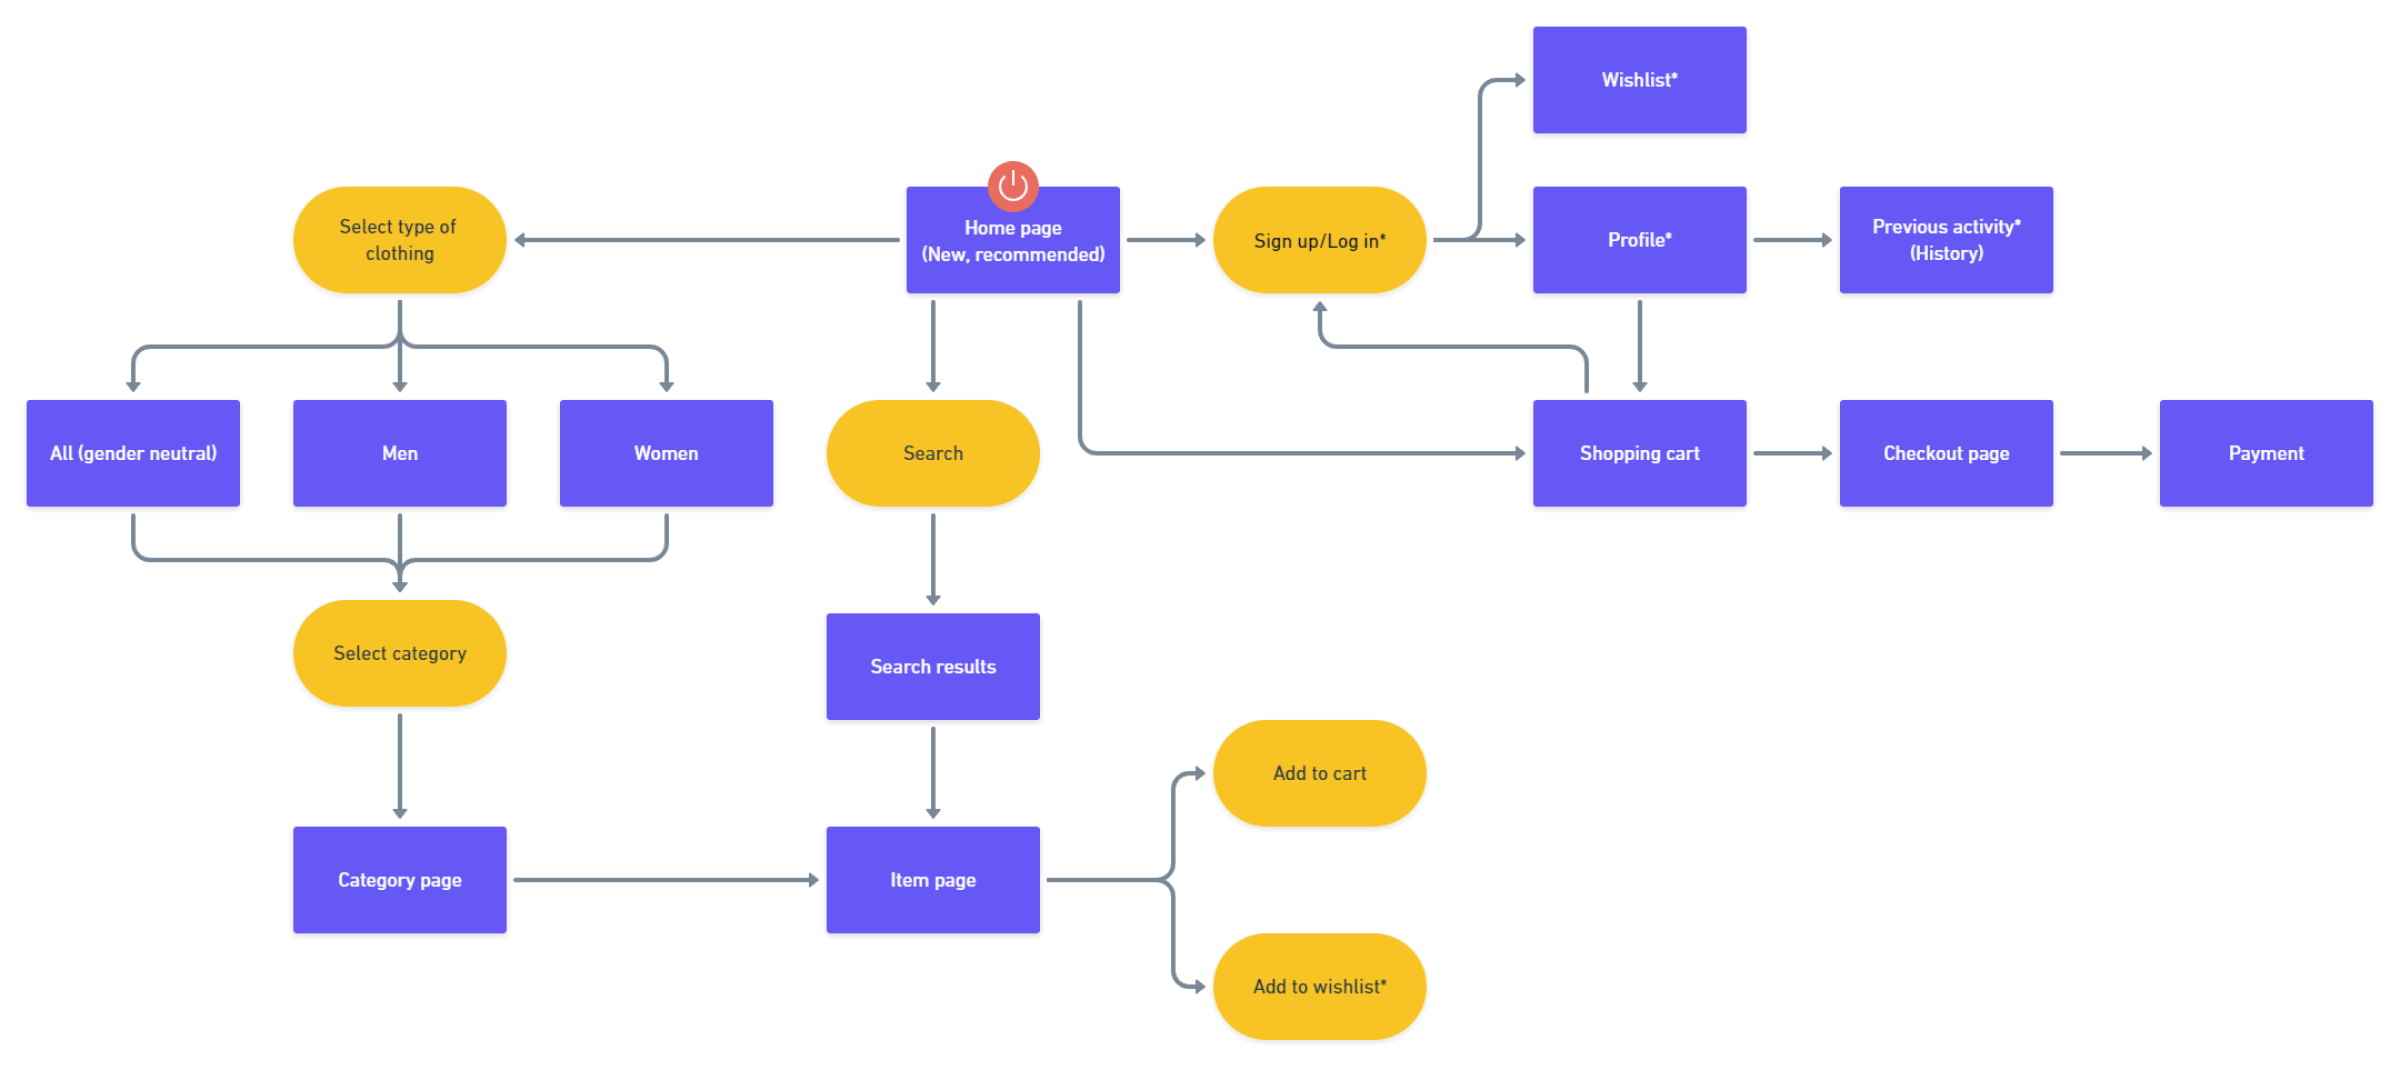 Wishlist*
Select type of
clothing
Home page
(New, recommended)
Sign up/Log in*
Profile*
Previous activity*
(History)
All (gender neutral)
Men
Women
Search
Shopping cart
Checkout page
Payment
Select category
Search results
Add to cart
Category page
Item page
Add to wishlist*